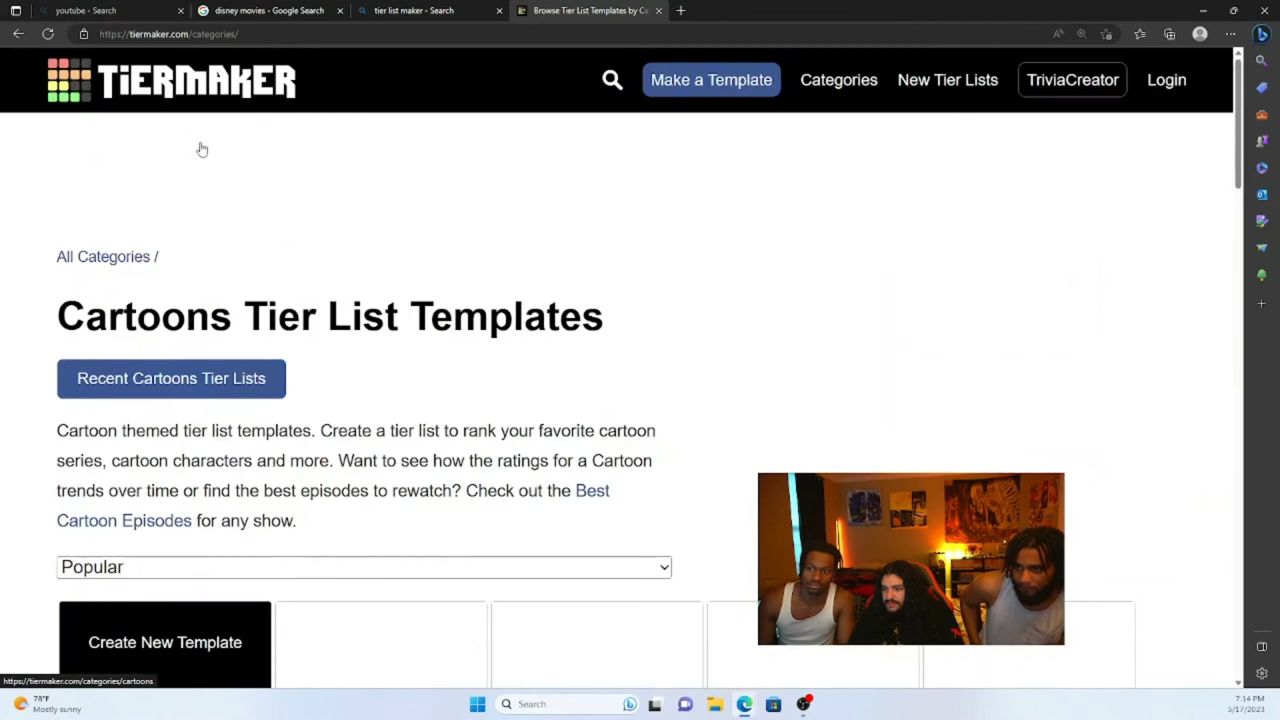 youtube - Search
disney movies - Google Search
tier list maker - Search
Browse Tier List Templates by Ca
https://tiermaker.com/categories/
TiERMAKER
Make a Template
Categories
New Tier Lists
TriviaCreator
Login
All Categories /
Cartoons Tier List Templates
Recent Cartoons Tier Lists
Cartoon themed tier list templates. Create a tier list to rank your favorite cartoon
series, cartoon characters and more. Want to see how the ratings for a Cartoon
trends over time or find the best episodes to rewatch? Check out the Best
Cartoon Episodes for any show.
Popular
Create New Template
https://tiermaker.com/categories/cartoons
78°F
Mostly sunny
Search
7:14 PM
5/17/2023